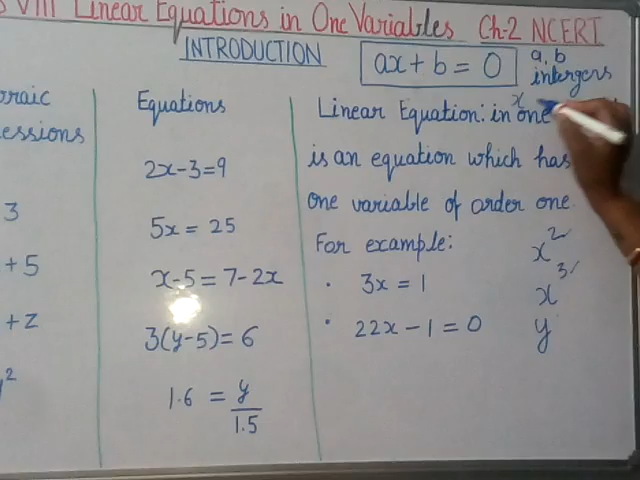 VIII Linear Equations in One Variables Ch-2 NCERT
INTRODUCTION
ax + b = 0
a, b
intergers
Equations
2x - 3 = 9
5x = 25
x - 5 = 7 - 2x
3(y - 5) = 6
1.6 = y/1.5
x
Linear Equation: in one
is an equation which has
one variable of order one.
For example:
· 3x = 1
· 22x - 1 = 0
x²
x³
y
essions
3
+ 5
+ z
2